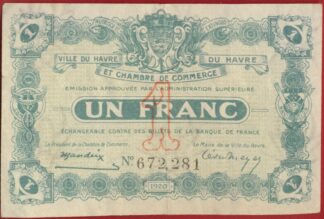 VILLE DU HAVRE DU HAVRE
ET CHAMBRE DE COMMERCE
EMISSION APPROUVÉE PAR L'ADMINISTRATION SUPÉRIEURE
1
UN FRANC
ECHANGEABLE CONTRE DES BILLETS DE LA BANQUE DE FRANCE
Le Président de la Chambre de Commerce Le Maire de la Ville du Havre
No 672,281
1920